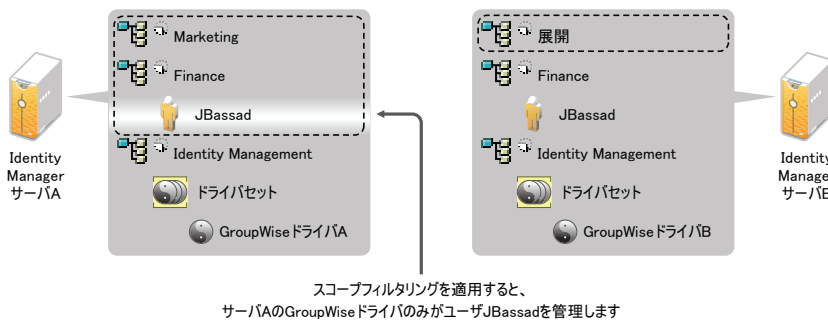 Marketing
Finance
JBassad
Identity Management
ドライバセット
GroupWiseドライバA
Identity
Manager
サーバA
展開
Finance
JBassad
Identity Management
ドライバセット
GroupWiseドライバB
Identity
サーバ
スコープフィルタリングを適用すると、
サーバAのGroupWiseドライバのみがユーザJBassadを管理します